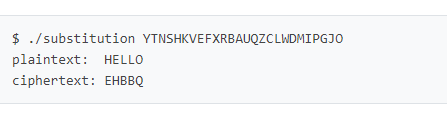 $ ./substitution YTNSHKVEFXRBAUQZCLWDMIPGJO
plaintext:  HELLO
ciphertext: EHBBQ